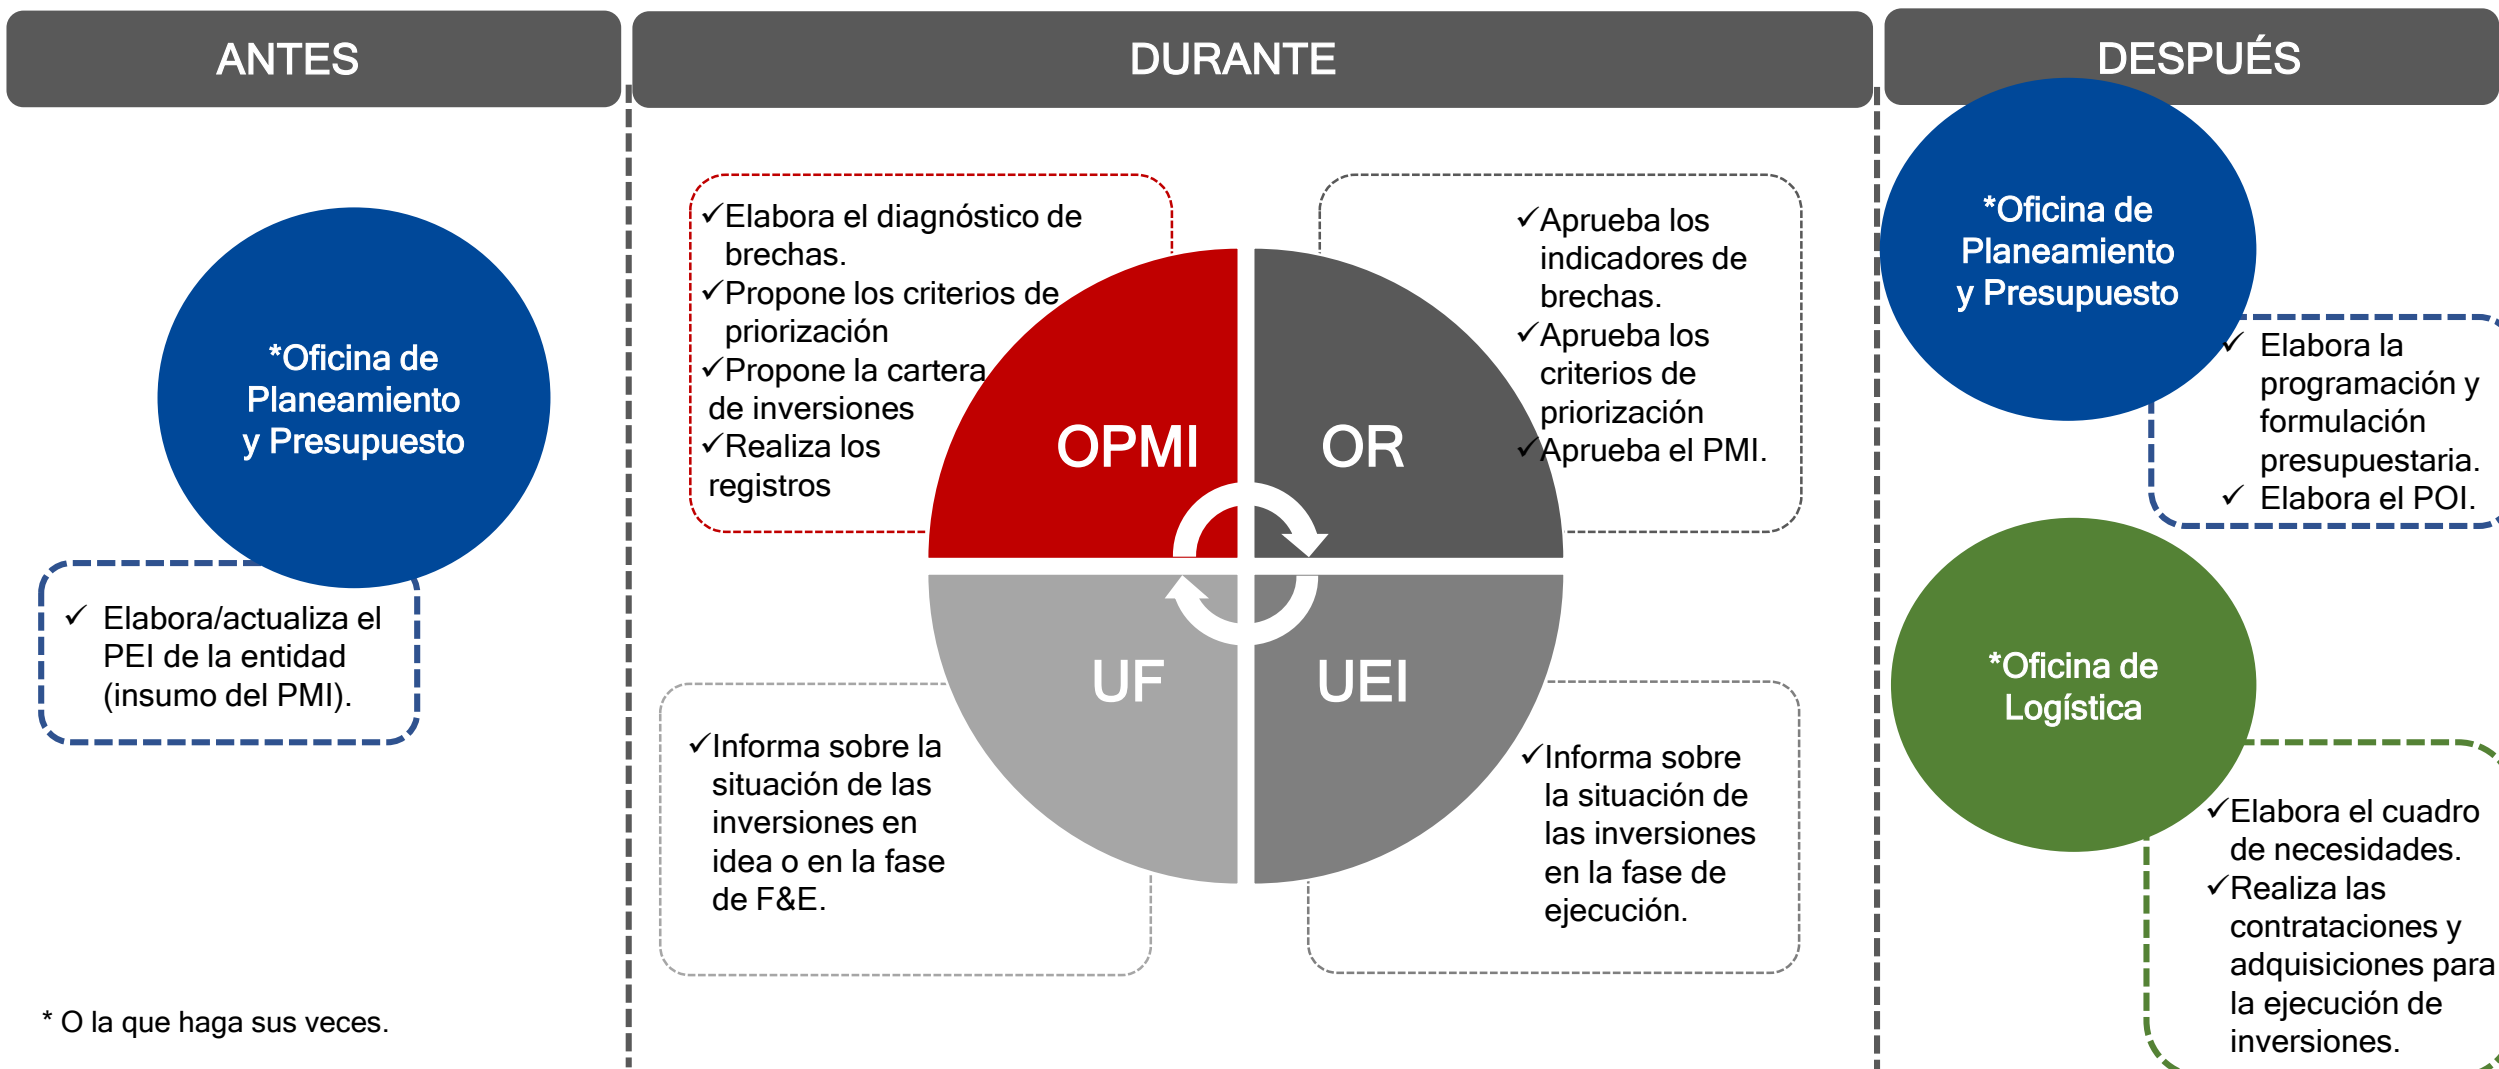 ANTES
*Oficina de
Planeamiento
y Presupuesto
✓ Elabora/actualiza el
PEI de la entidad
(insumo del PMI).
* O la que haga sus veces.
DURANTE
✓Elabora el diagnóstico de
brechas.
✓Propone los criterios de
priorización
✓Propone la cartera
de inversiones
✓Realiza los
registros
OPMI
OR
✓Aprueba los
indicadores de
brechas.
✓Aprueba los
criterios de
priorización
✓Aprueba el PMI.
UF
✓Informa sobre la
situación de las
inversiones en
idea o en la fase
de F&E.
UEI
✓Informa sobre
la situación de
las inversiones
en la fase de
ejecución.
DESPUÉS
*Oficina de
Planeamiento
y Presupuesto
✓ Elabora la
programación y
formulación
presupuestaria.
✓ Elabora el POI.
*Oficina de
Logística
✓Elabora el cuadro
de necesidades.
✓Realiza las
contrataciones y
adquisiciones para
la ejecución de
inversiones.